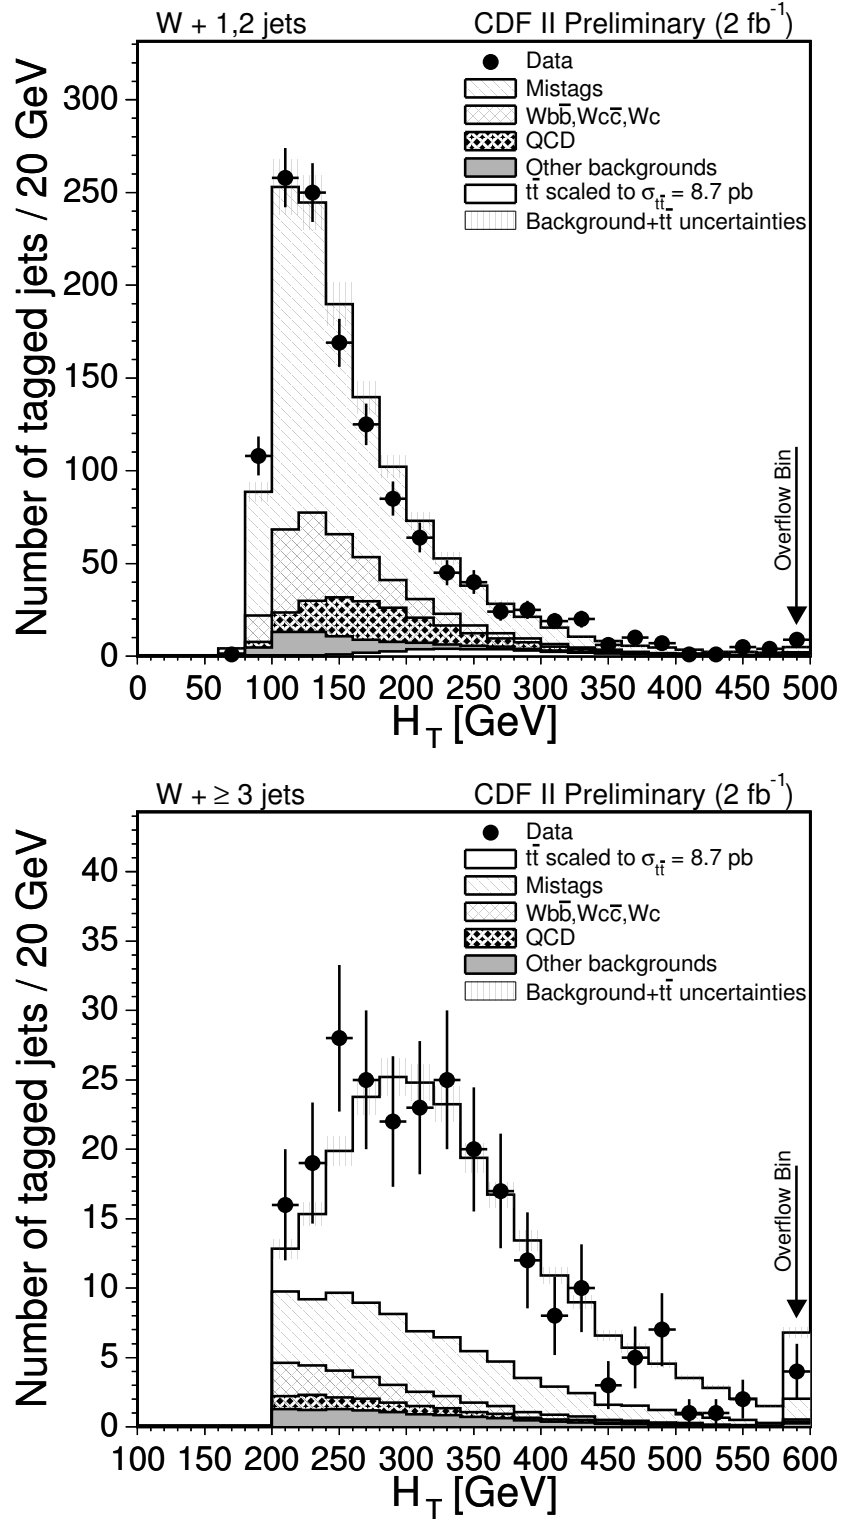 W + 1,2 jets CDF II Preliminary (2 fb⁻¹)
Number of tagged jets / 20 GeV
300
250
200
150
100
50
0
Data
Mistags
Wbb̅,Wcc̅,Wc
QCD
Other backgrounds
tt̅ scaled to σtt̅ = 8.7 pb
Background+tt̅ uncertainties
Overflow Bin
0 50 100 150 200 250 300 350 400 450 500
H_T [GeV]
W + ≥ 3 jets CDF II Preliminary (2 fb⁻¹)
Number of tagged jets / 20 GeV
40
35
30
25
20
15
10
5
0
Data
tt̅ scaled to σtt̅ = 8.7 pb
Mistags
Wbb̅,Wcc̅,Wc
QCD
Other backgrounds
Background+tt̅ uncertainties
Overflow Bin
100 150 200 250 300 350 400 450 500 550 600
H_T [GeV]